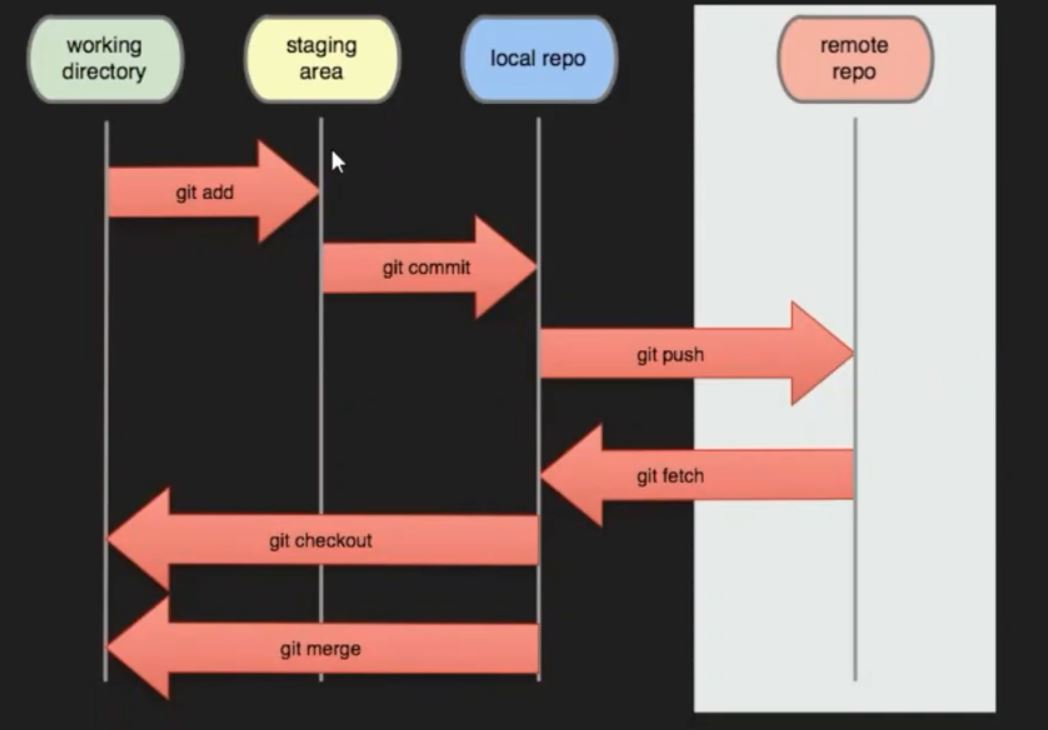 working
directory
staging
area
local repo
remote
repo
git add
git commit
git push
git fetch
git checkout
git merge